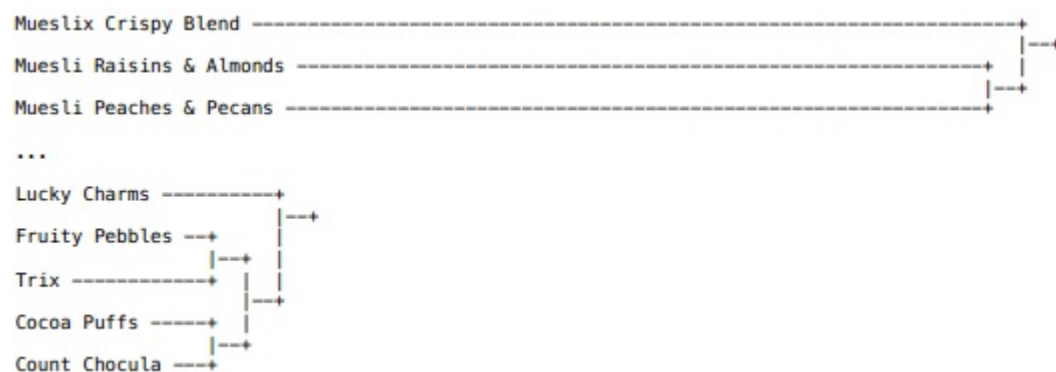 Mueslix Crispy Blend
Muesli Raisins & Almonds
Muesli Peaches & Pecans
...
Lucky Charms
Fruity Pebbles
Trix
Cocoa Puffs
Count Chocula